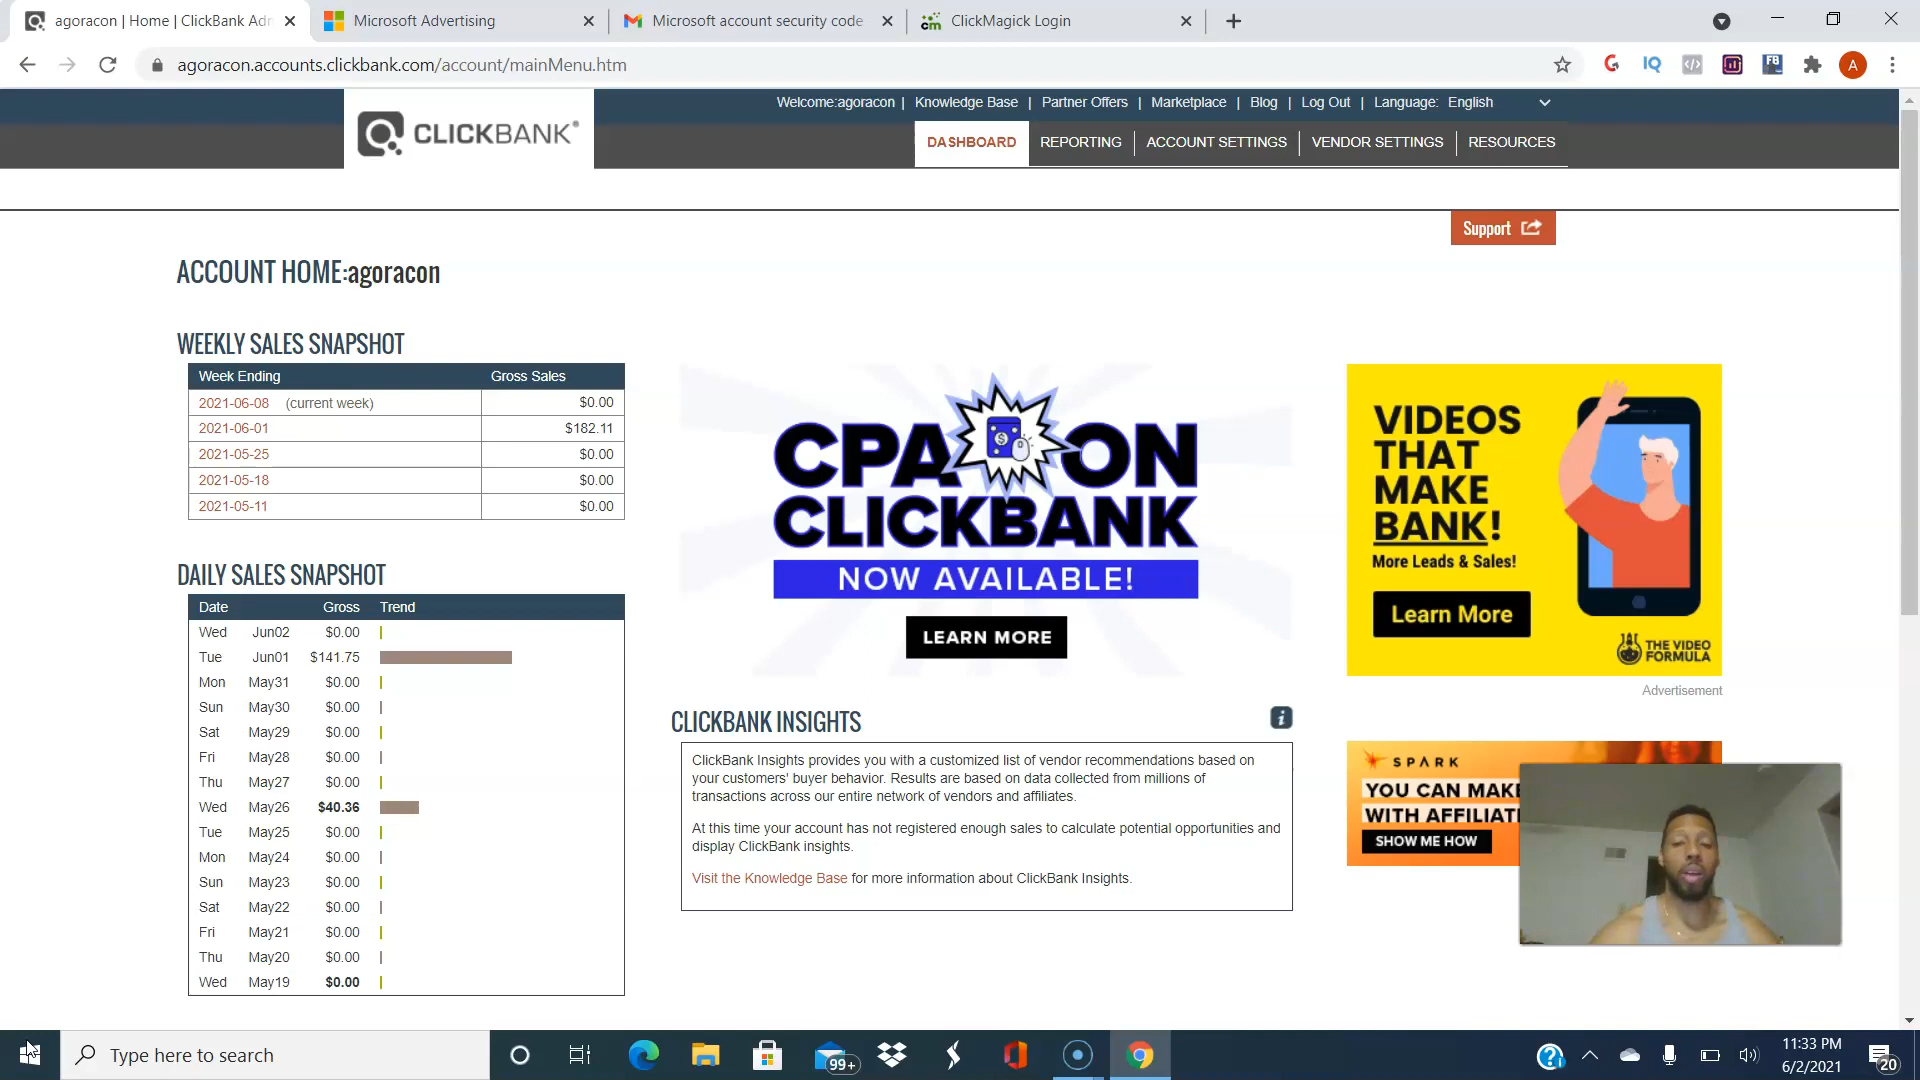 agoracon | Home | ClickBank Adm
Microsoft Advertising
Microsoft account security code
cm
ClickMagick Login
agoracon.accounts.clickbank.com/account/mainMenu.htm
IQ
A
Welcome:agoracon | Knowledge Base | Partner Offers | Marketplace | Blog | Log Out | Language: English
CLICKBANK®
DASHBOARD
REPORTING
ACCOUNT SETTINGS
VENDOR SETTINGS
RESOURCES
Support
ACCOUNT HOME:agoracon
WEEKLY SALES SNAPSHOT
Week Ending Gross Sales
2021-06-08 (current week) $0.00
2021-06-01 $182.11
2021-05-25 $0.00
2021-05-18 $0.00
2021-05-11 $0.00
DAILY SALES SNAPSHOT
Date Gross Trend
Wed Jun02 $0.00
Tue Jun01 $141.75
Mon May31 $0.00
Sun May30 $0.00
Sat May29 $0.00
Fri May28 $0.00
Thu May27 $0.00
Wed May26 $40.36
Tue May25 $0.00
Mon May24 $0.00
Sun May23 $0.00
Sat May22 $0.00
Fri May21 $0.00
Thu May20 $0.00
Wed May19 $0.00
CPA ON
CLICKBANK
NOW AVAILABLE!
LEARN MORE
CLICKBANK INSIGHTS
ClickBank Insights provides you with a customized list of vendor recommendations based on
your customers' buyer behavior. Results are based on data collected from millions of
transactions across our entire network of vendors and affiliates.
At this time your account has not registered enough sales to calculate potential opportunities and
display ClickBank insights.
Visit the Knowledge Base for more information about ClickBank Insights.
VIDEOS
THAT
MAKE
BANK!
More Leads & Sales!
Learn More
THE VIDEO
FORMULA
Advertisement
SPARK
YOU CAN MAKE
WITH AFFILIAT
SHOW ME HOW
Type here to search
99+
11:33 PM
6/2/2021
20